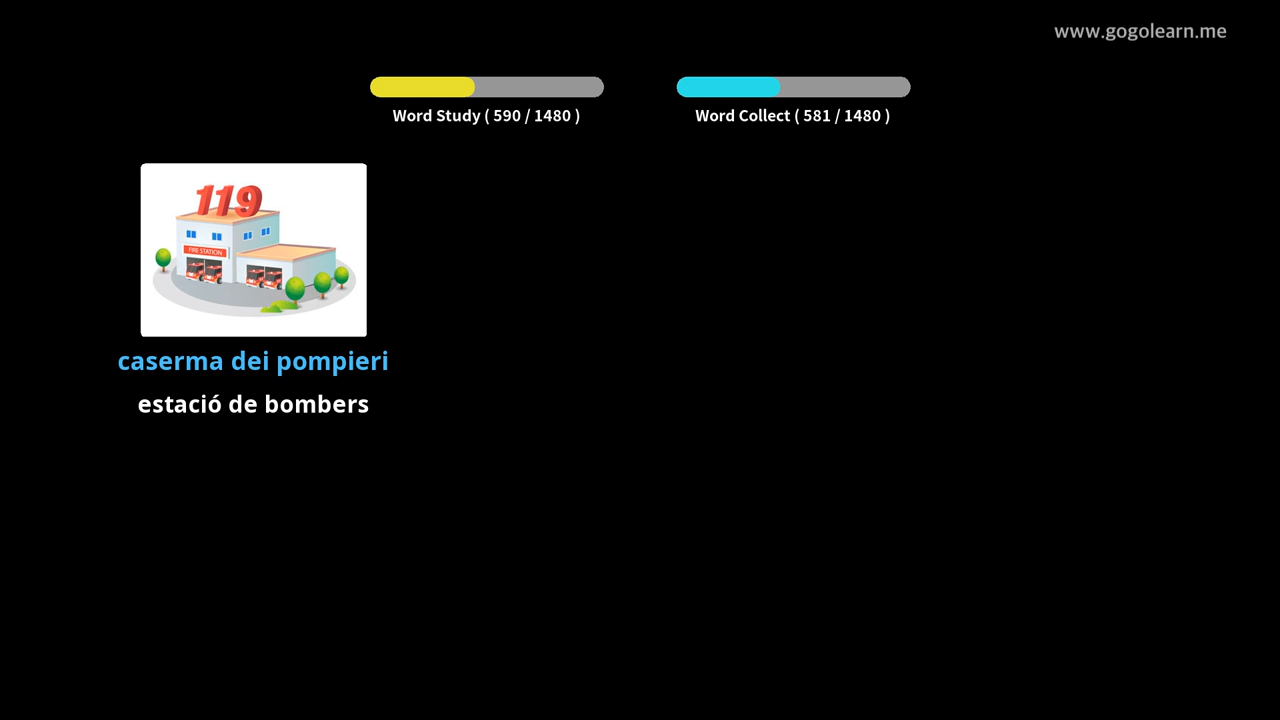 www.gogolearn.me
Word Study ( 590 / 1480 )
Word Collect ( 581 / 1480 )
119
FIRE STATION
caserma dei pompieri
estació de bombers